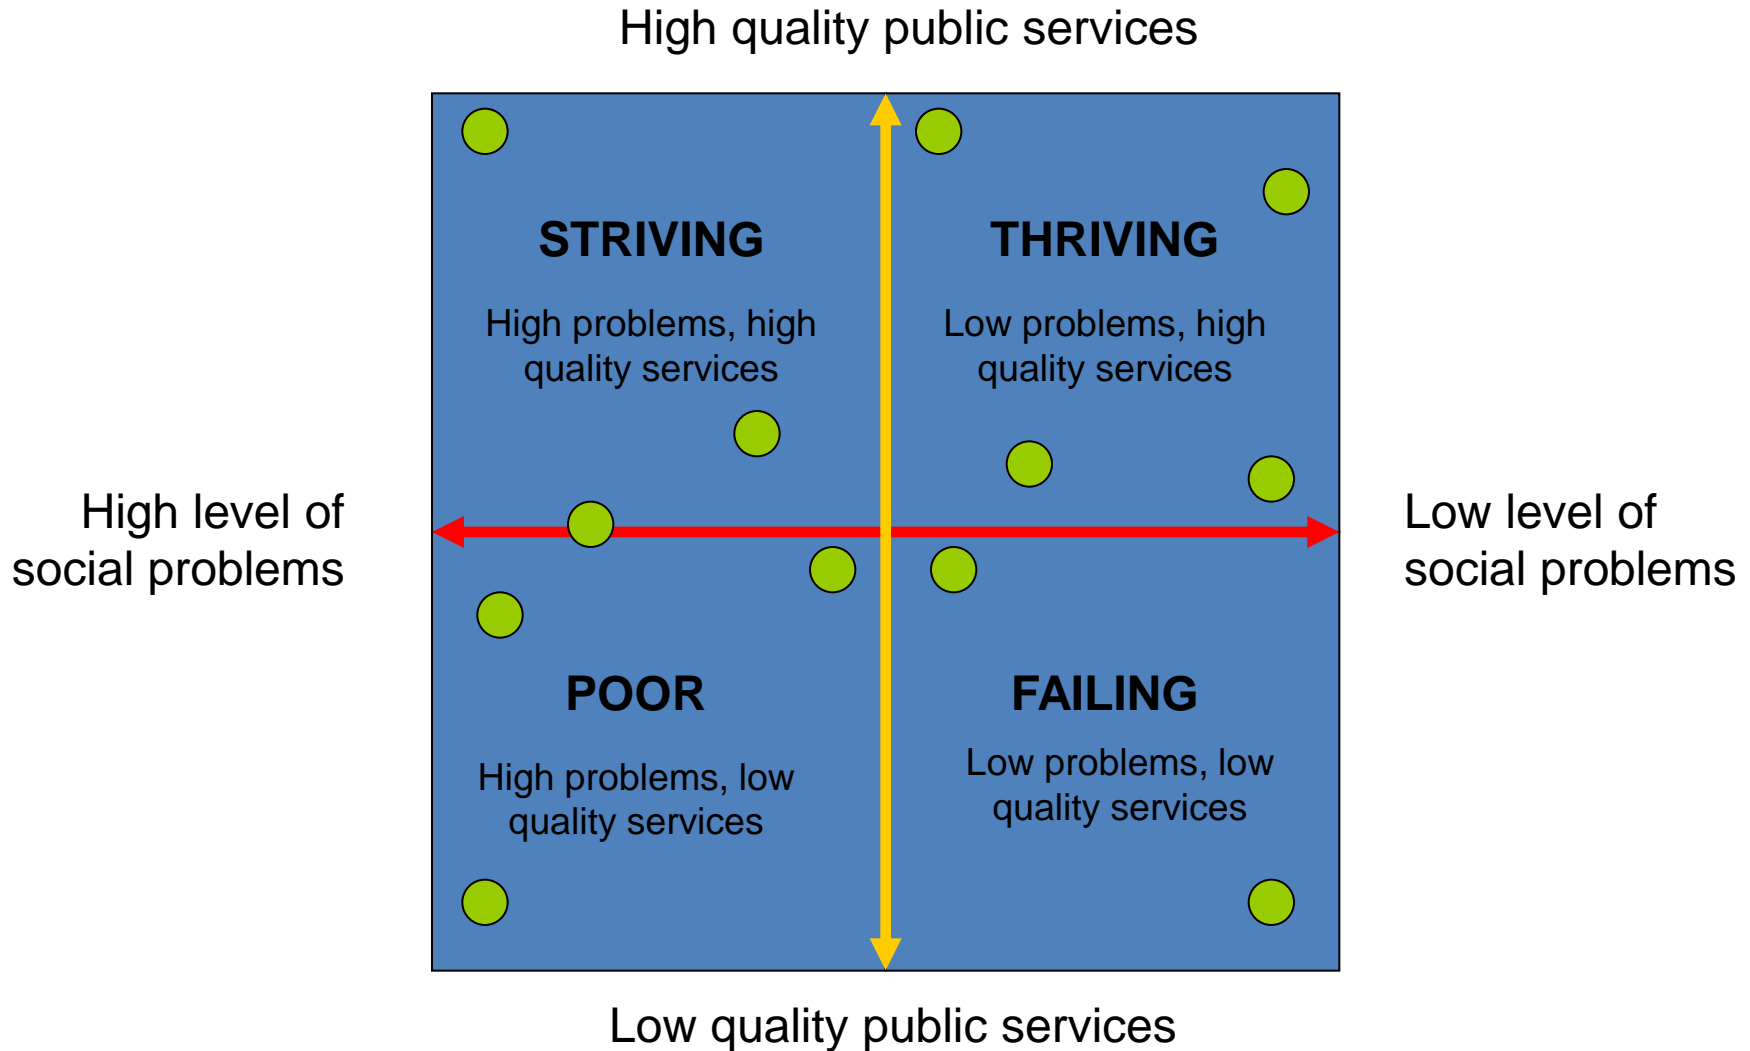 High quality public services
STRIVING
High problems, high
quality services
THRIVING
Low problems, high
quality services
High level of
social problems
Low level of
social problems
POOR
High problems, low
quality services
FAILING
Low problems, low
quality services
Low quality public services